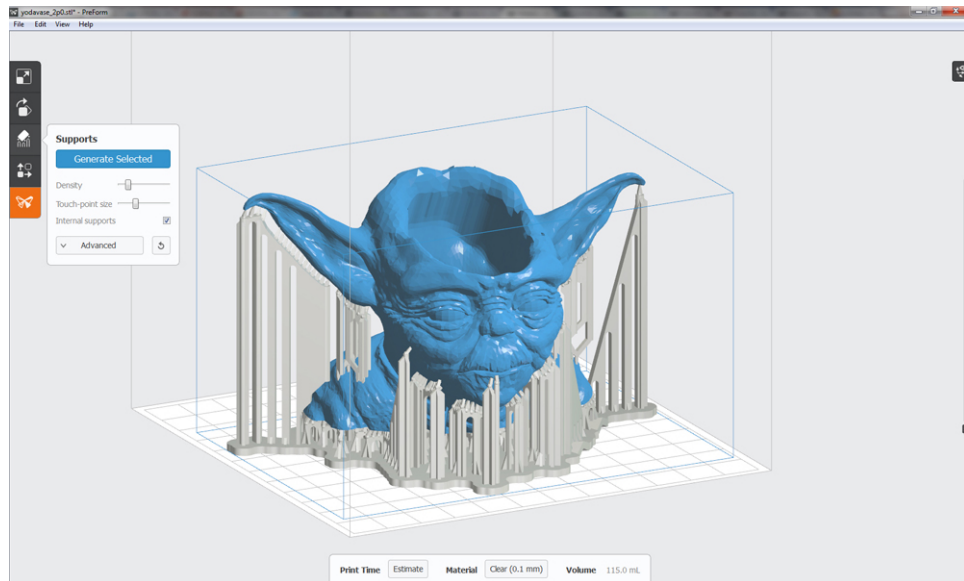 yodavase_2p0.stl* - PreForm
File Edit View Help
Supports
Generate Selected
Density
Touch-point size
Internal supports
Advanced
Print Time Estimate Material Clear (0.1 mm) Volume 115.0 mL